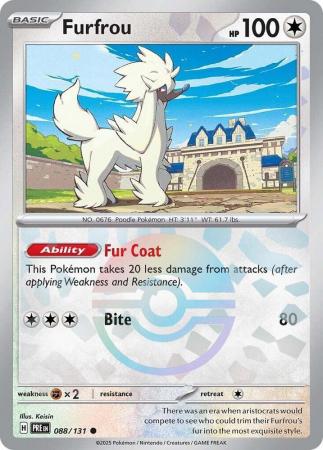 BASIC
Furfrou
HP 100
NO. 0676 Poodle Pokémon HT: 3'11" WT: 61.7 lbs.
Ability Fur Coat
This Pokémon takes 20 less damage from attacks (after
applying Weakness and Resistance).
Bite 80
weakness ×2 resistance retreat
Illus. Keisin
H PRE EN 088/131
There was an era when aristocrats would
compete to see who could trim their Furfrou's
fur into the most exquisite style.
©2025 Pokémon / Nintendo / Creatures / GAME FREAK